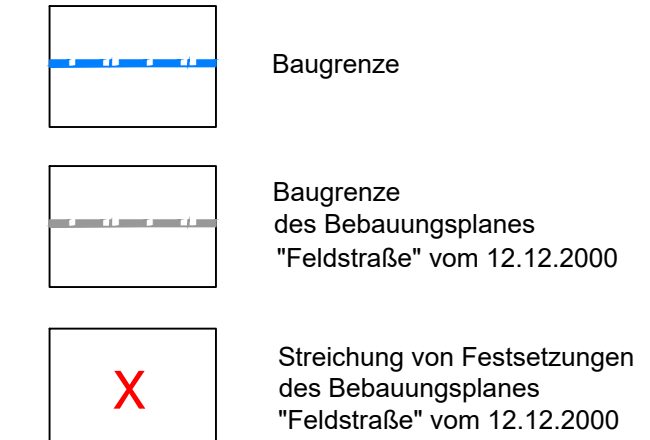 Baugrenze
Baugrenze
des Bebauungsplanes
"Feldstraße" vom 12.12.2000
X
Streichung von Festsetzungen
des Bebauungsplanes
"Feldstraße" vom 12.12.2000